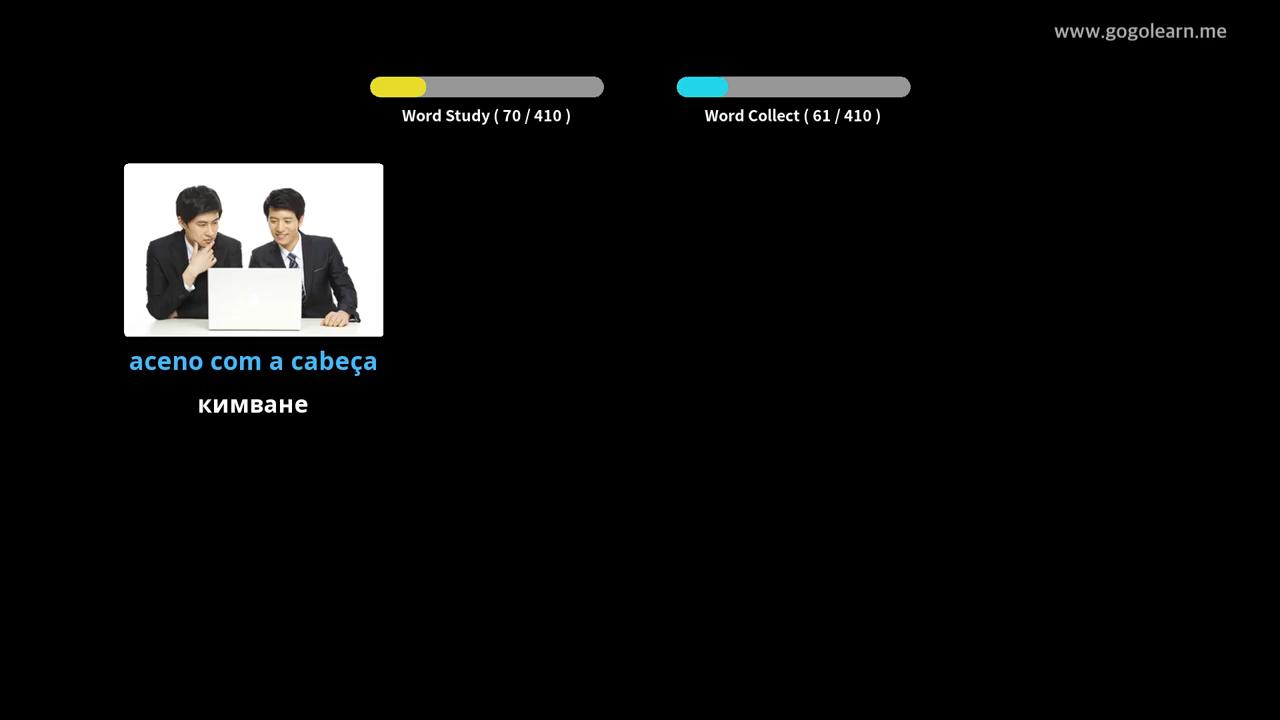 www.gogolearn.me
Word Study ( 70 / 410 )
Word Collect ( 61 / 410 )
aceno com a cabeça
кимване